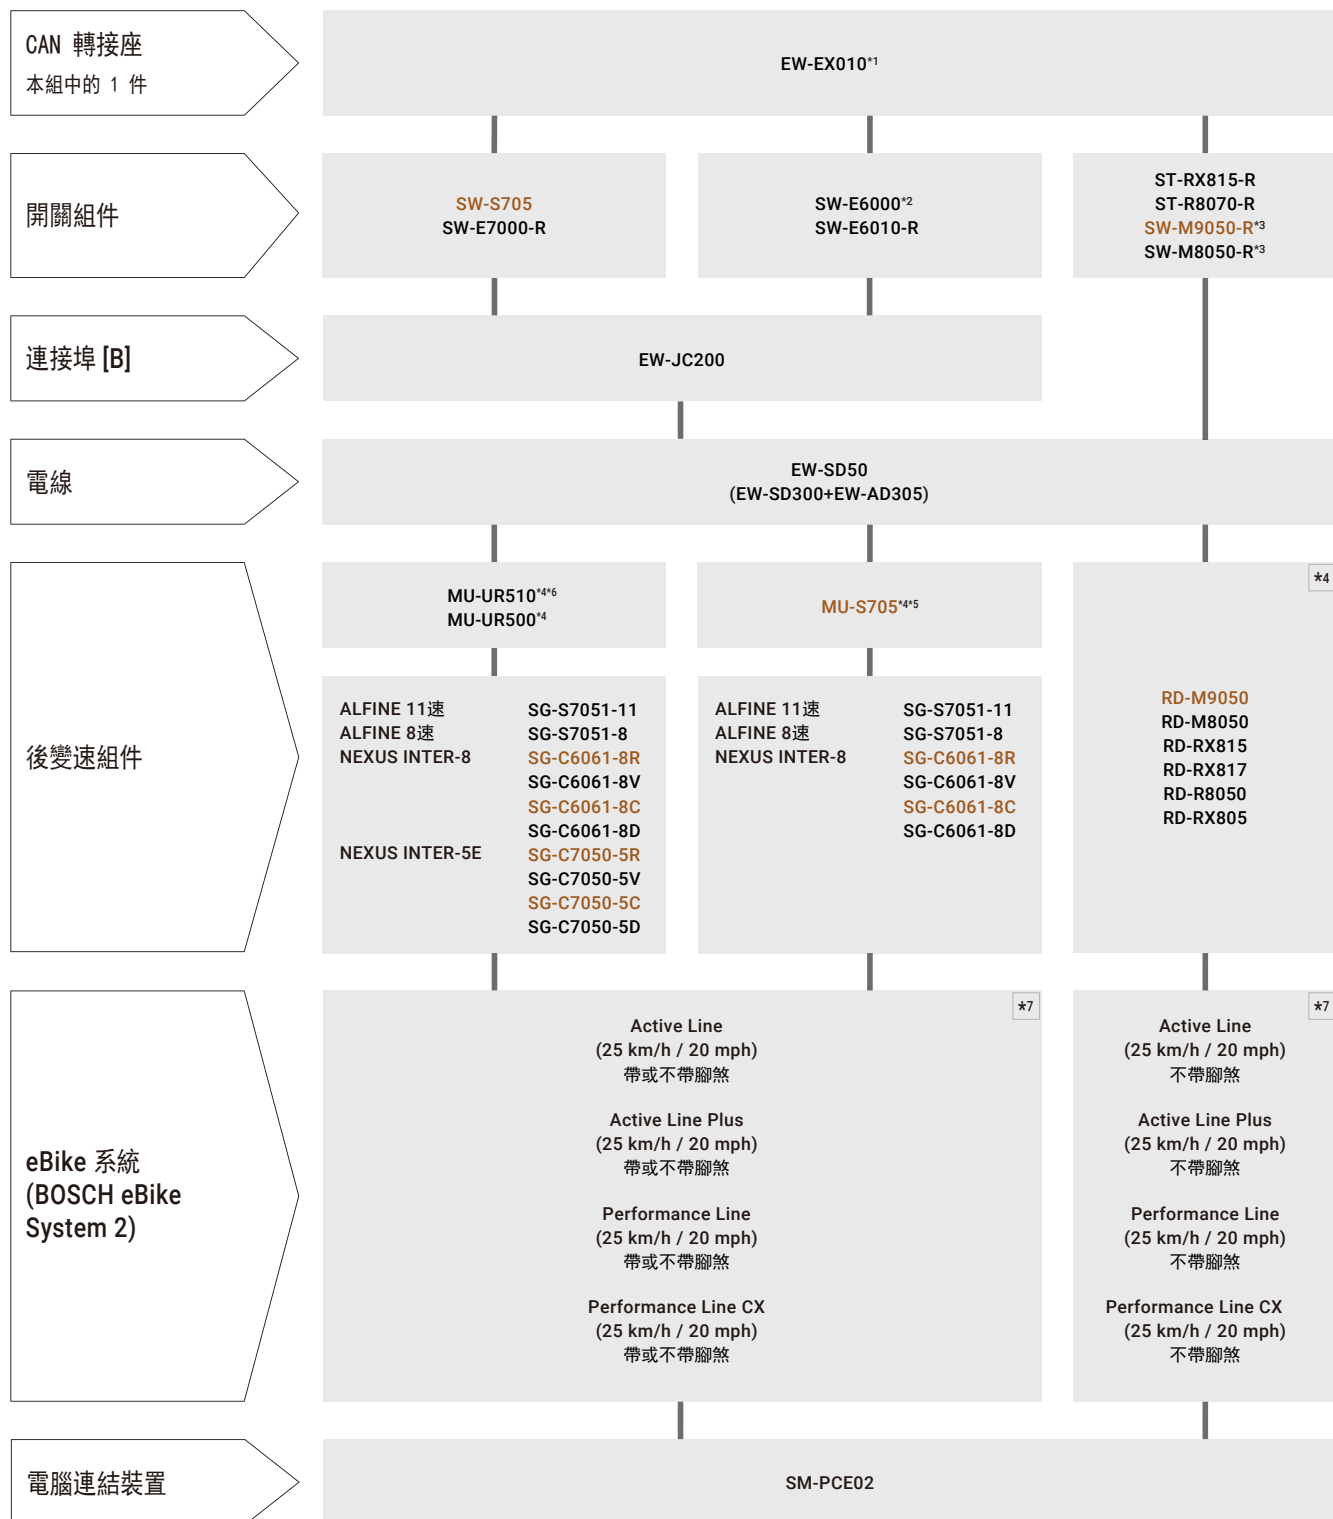 CAN 轉接座
本組中的 1 件
EW-EX010*1
開關組件
SW-S705
SW-E7000-R
SW-E6000*2
SW-E6010-R
ST-RX815-R
ST-R8070-R
SW-M9050-R*3
SW-M8050-R*3
連接埠 [B]
EW-JC200
電線
EW-SD50
(EW-SD300+EW-AD305)
後變速組件
MU-UR510*4*6
MU-UR500*4
MU-S705*4*5
ALFINE 11速 SG-S7051-11
ALFINE 8速 SG-S7051-8
NEXUS INTER-8 SG-C6061-8R
SG-C6061-8V
SG-C6061-8C
SG-C6061-8D
NEXUS INTER-5E SG-C7050-5R
SG-C7050-5V
SG-C7050-5C
SG-C7050-5D
ALFINE 11速 SG-S7051-11
ALFINE 8速 SG-S7051-8
NEXUS INTER-8 SG-C6061-8R
SG-C6061-8V
SG-C6061-8C
SG-C6061-8D
*4
RD-M9050
RD-M8050
RD-RX815
RD-RX817
RD-R8050
RD-RX805
eBike 系統
(BOSCH eBike
System 2)
*7
Active Line
(25 km/h / 20 mph)
帶或不帶腳煞
Active Line Plus
(25 km/h / 20 mph)
帶或不帶腳煞
Performance Line
(25 km/h / 20 mph)
帶或不帶腳煞
Performance Line CX
(25 km/h / 20 mph)
帶或不帶腳煞
*7
Active Line
(25 km/h / 20 mph)
不帶腳煞
Active Line Plus
(25 km/h / 20 mph)
不帶腳煞
Performance Line
(25 km/h / 20 mph)
不帶腳煞
Performance Line CX
(25 km/h / 20 mph)
不帶腳煞
電腦連結裝置
SM-PCE02